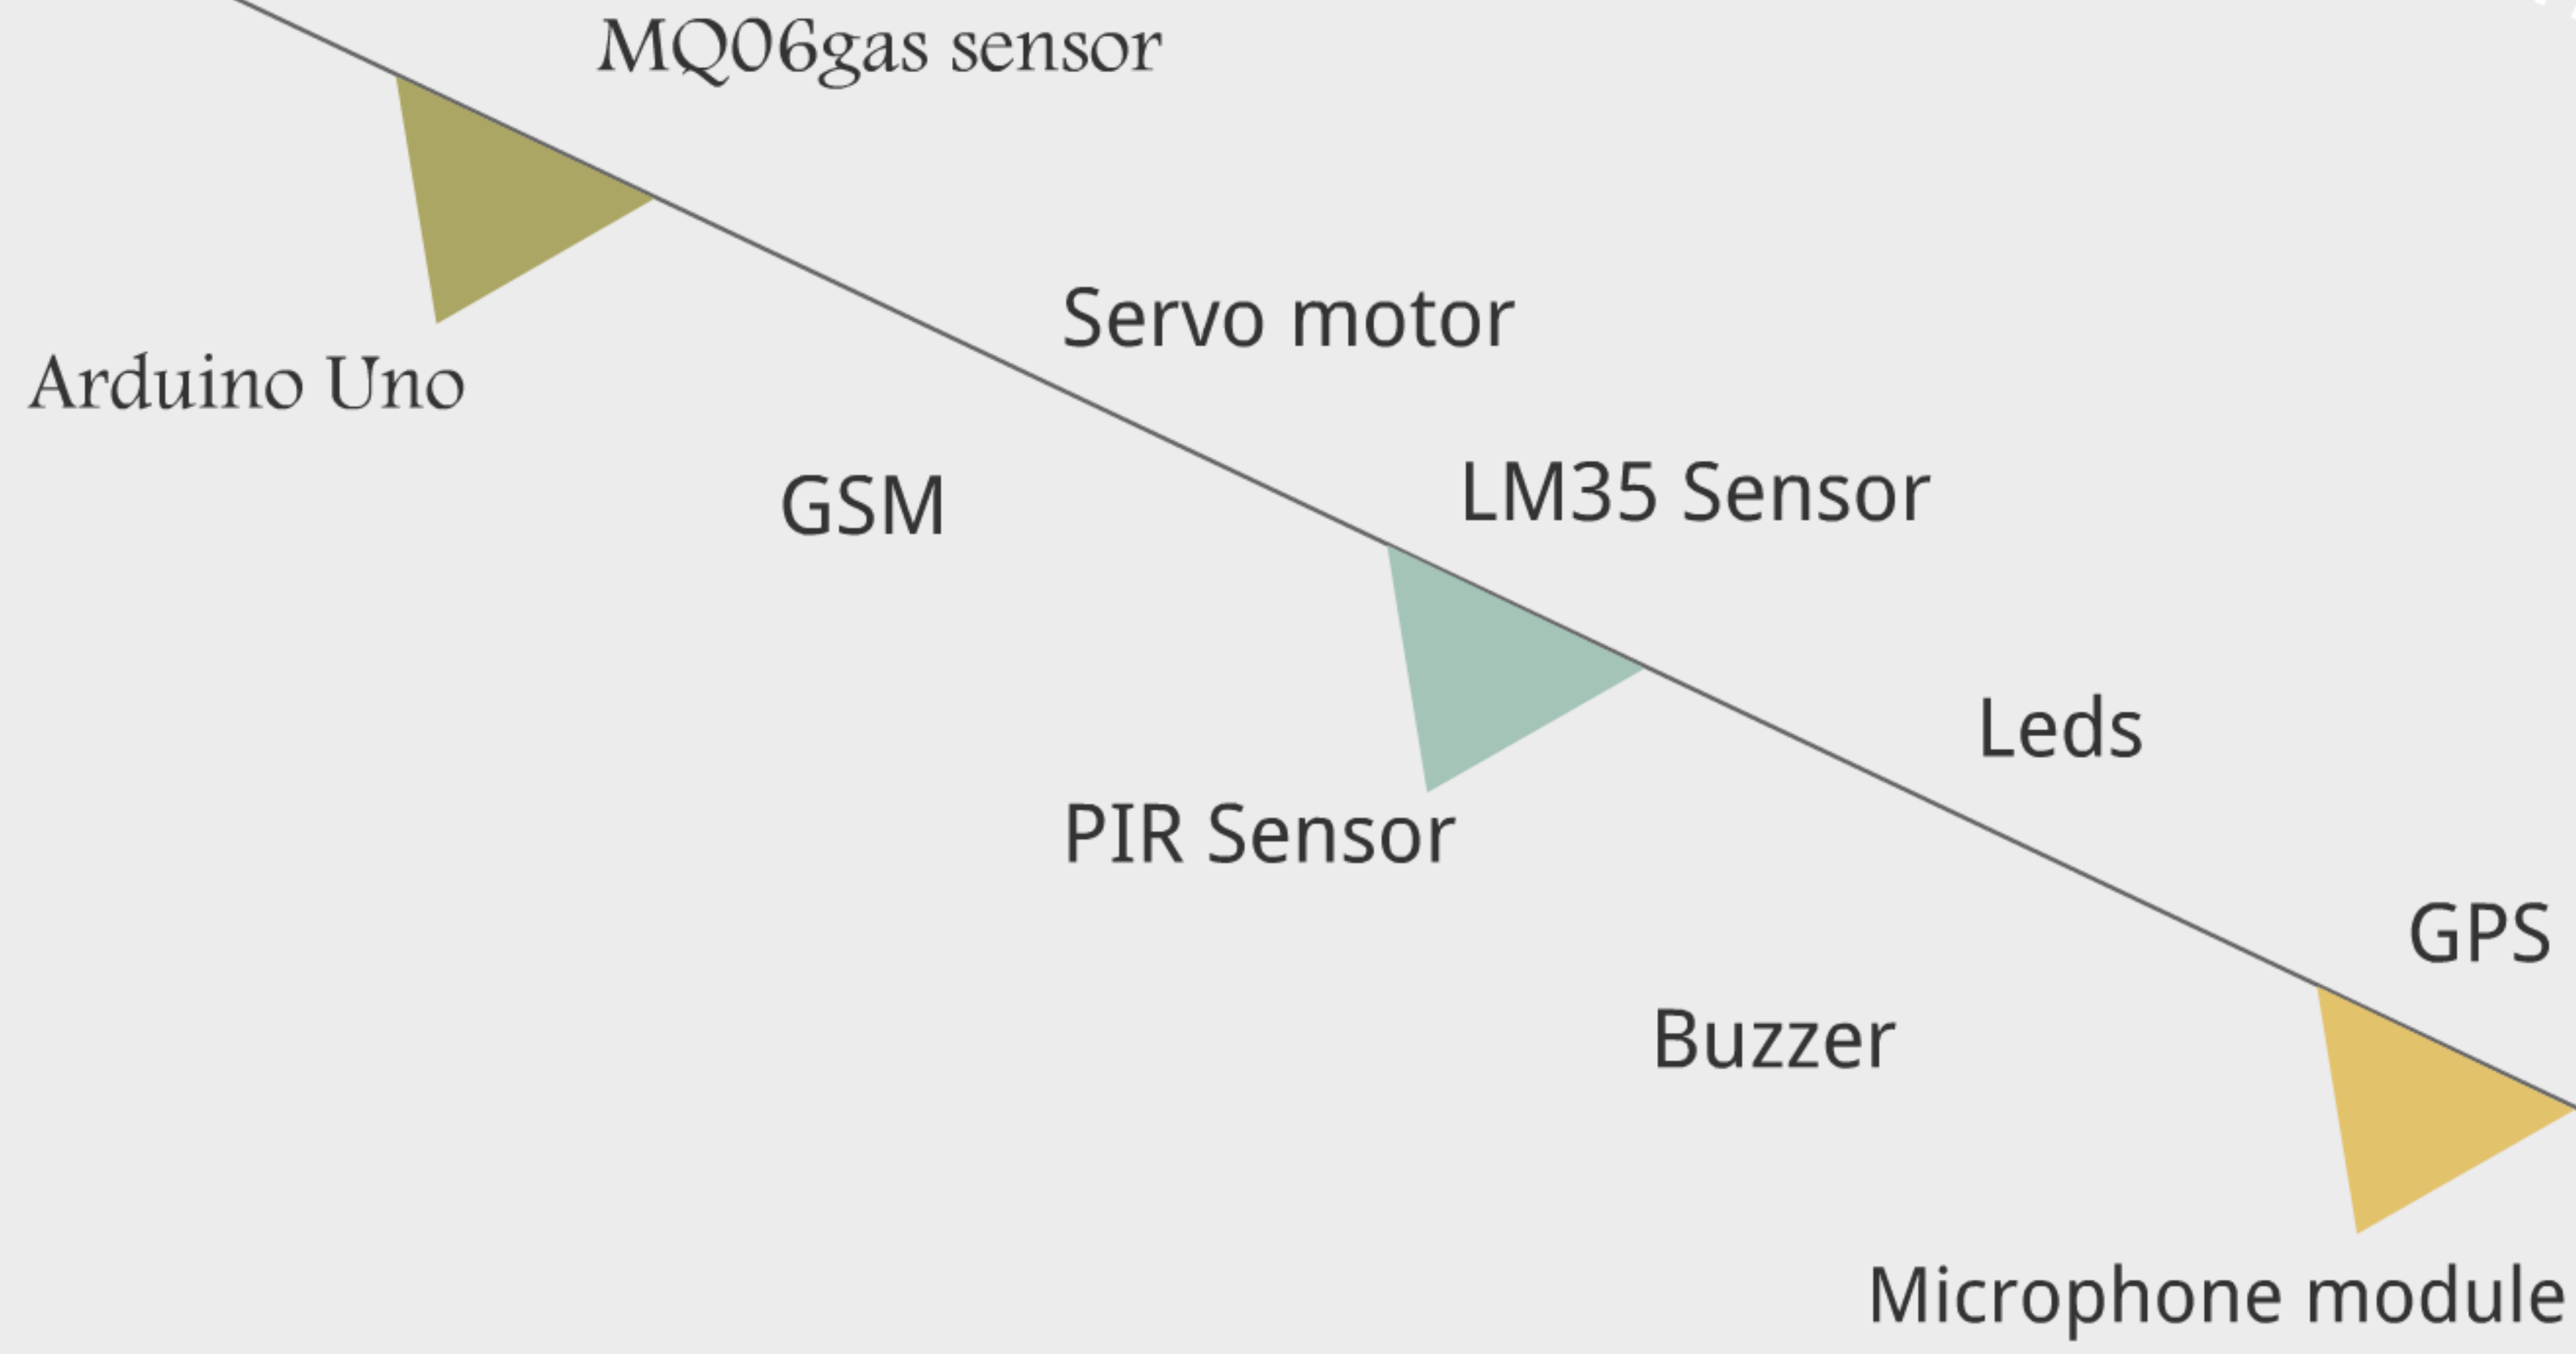 MQ06gas sensor
Servo motor
Arduino Uno
LM35 Sensor
GSM
Leds
PIR Sensor
GPS
Buzzer
Microphone module